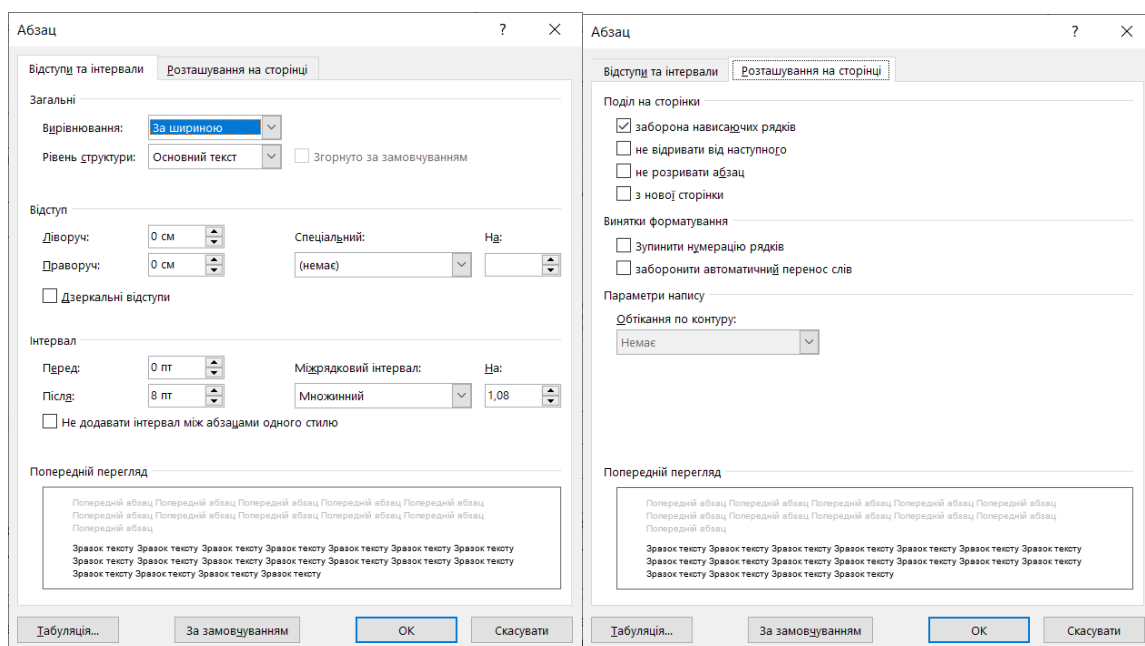 Абзац ?
Відступи та інтервали Розташування на сторінці
Загальні
Вирівнювання: За шириною
Рівень структури: Основний текст Згорнуто за замовчуванням
Відступ
Ліворуч: 0 см Спеціальний: На:
Праворуч: 0 см (немає)
Дзеркальні відступи
Інтервал
Перед: 0 пт Міжрядковий інтервал: На:
Після: 8 пт Множинний 1,08
Не додавати інтервал між абзацами одного стилю
Попередній перегляд
Попередній абзац Попередній абзац Попередній абзац Попередній абзац Попередній абзац
Попередній абзац Попередній абзац Попередній абзац Попередній абзац Попередній абзац
Попередній абзац
Зразок тексту Зразок тексту Зразок тексту Зразок тексту Зразок тексту Зразок тексту Зразок тексту
Зразок тексту Зразок тексту Зразок тексту Зразок тексту Зразок тексту Зразок тексту Зразок тексту
Зразок тексту Зразок тексту Зразок тексту Зразок тексту
Табуляція... За замовчуванням ОК Скасувати
Абзац ?
Відступи та інтервали Розташування на сторінці
Поділ на сторінки
заборона нависаючих рядків
не відривати від наступного
не розривати абзац
з нової сторінки
Винятки форматування
Зупинити нумерацію рядків
заборонити автоматичний перенос слів
Параметри напису
Обтікання по контуру:
Немає
Попередній перегляд
Попередній абзац Попередній абзац Попередній абзац Попередній абзац Попередній абзац
Попередній абзац Попередній абзац Попередній абзац Попередній абзац Попередній абзац
Попередній абзац
Зразок тексту Зразок тексту Зразок тексту Зразок тексту Зразок тексту Зразок тексту Зразок тексту
Зразок тексту Зразок тексту Зразок тексту Зразок тексту Зразок тексту Зразок тексту Зразок тексту
Зразок тексту Зразок тексту Зразок тексту Зразок тексту
Табуляція... За замовчуванням ОК Скасувати